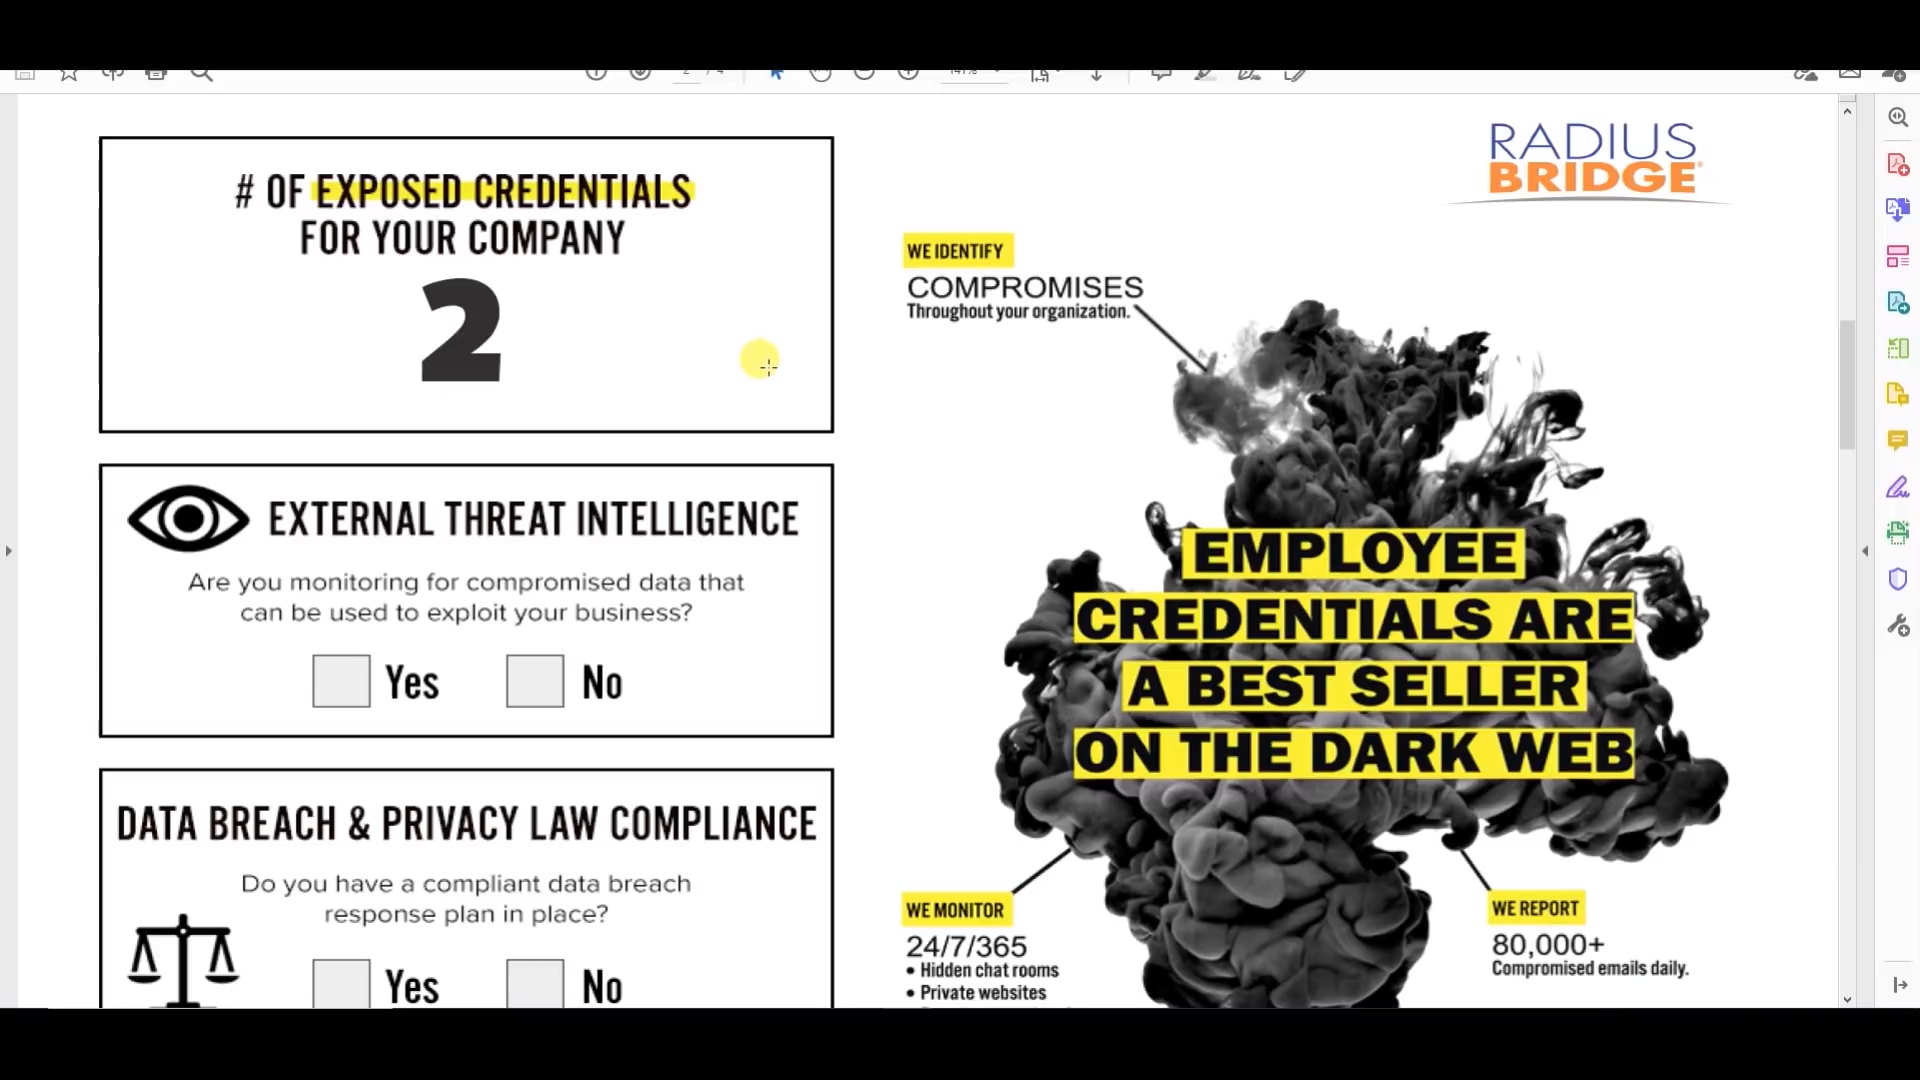 # OF EXPOSED CREDENTIALS
FOR YOUR COMPANY
2
EXTERNAL THREAT INTELLIGENCE
Are you monitoring for compromised data that
can be used to exploit your business?
Yes No
DATA BREACH & PRIVACY LAW COMPLIANCE
Do you have a compliant data breach
response plan in place?
Yes No
RADIUS
BRIDGE
WE IDENTIFY
COMPROMISES
Throughout your organization.
EMPLOYEE
CREDENTIALS ARE
A BEST SELLER
ON THE DARK WEB
WE MONITOR
24/7/365
• Hidden chat rooms
• Private websites
WE REPORT
80,000+
Compromised emails daily.